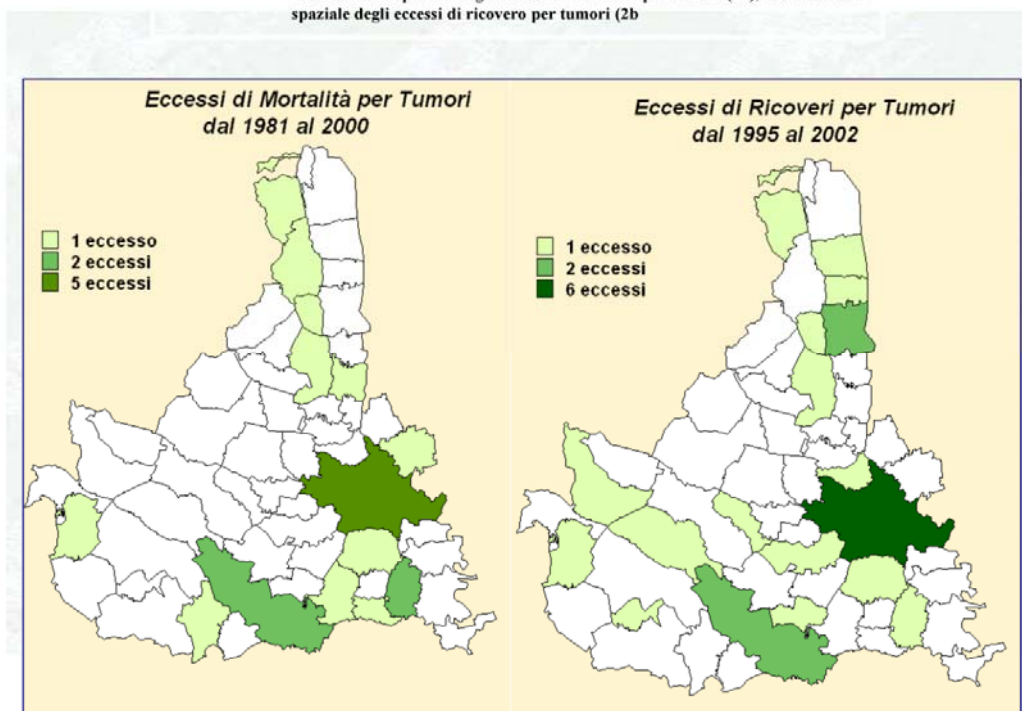 spaziale degli eccessi di ricovero per tumori (2b
Eccessi di Mortalità per Tumori
dal 1981 al 2000
1 eccesso
2 eccessi
5 eccessi
Eccessi di Ricoveri per Tumori
dal 1995 al 2002
1 eccesso
2 eccessi
6 eccessi